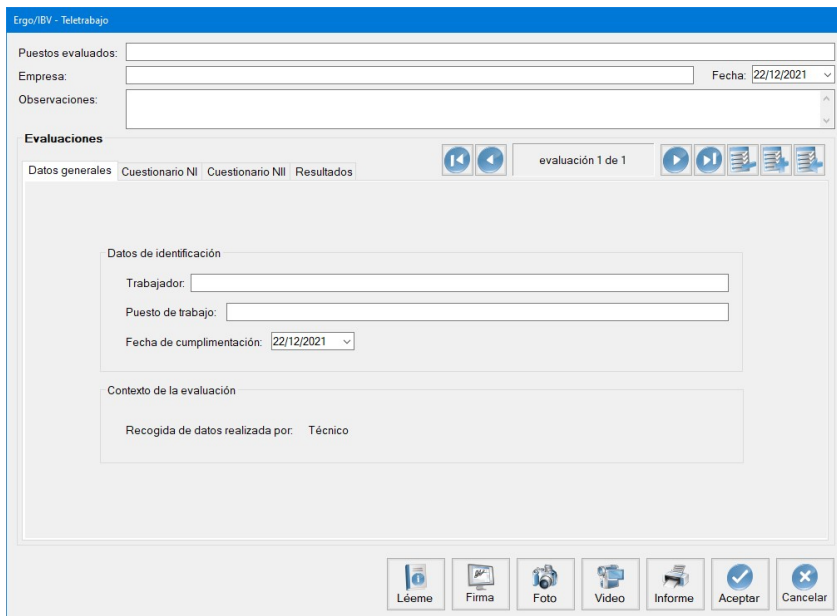 Ergo/IBV - Teletrabajo
Puestos evaluados:
Empresa:
Fecha: 22/12/2021
Observaciones:
Evaluaciones
evaluación 1 de 1
Datos generales Cuestionario NI Cuestionario NII Resultados
Datos de identificación
Trabajador:
Puesto de trabajo:
Fecha de cumplimentación: 22/12/2021
Contexto de la evaluación
Recogida de datos realizada por: Técnico
Léeme Firma Foto Video Informe Aceptar Cancelar